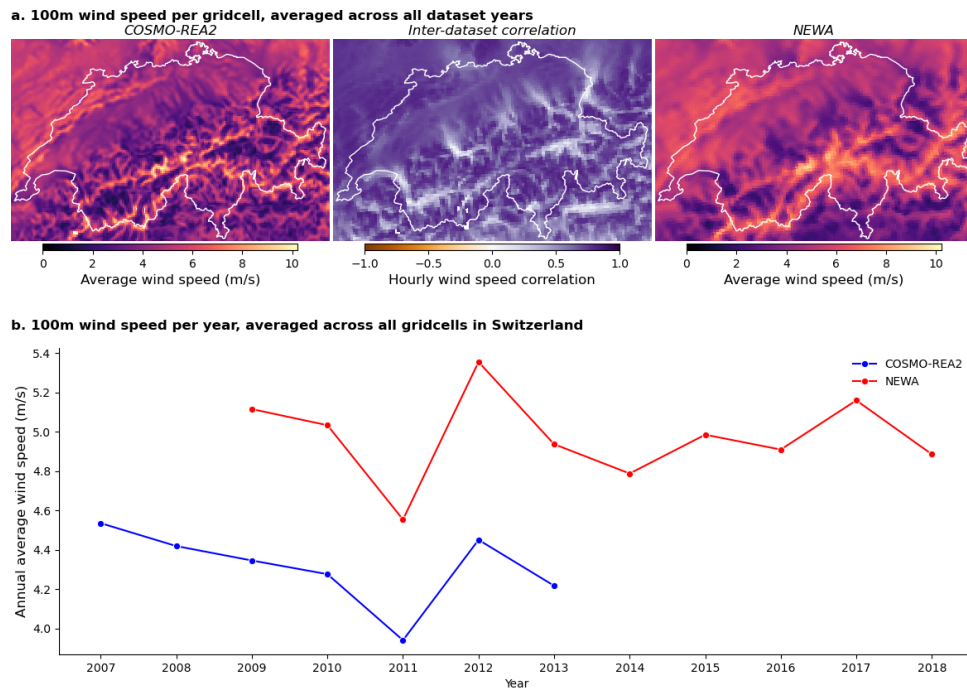 a. 100m wind speed per gridcell, averaged across all dataset years
COSMO-REA2 Inter-dataset correlation NEWA
0 2 4 6 8 10 −1.0 −0.5 0.0 0.5 1.0 0 2 4 6 8 10
Average wind speed (m/s) Hourly wind speed correlation Average wind speed (m/s)
b. 100m wind speed per year, averaged across all gridcells in Switzerland
5.4
5.2
5.0
4.8
4.6
4.4
4.2
4.0
Annual average wind speed (m/s)
COSMO-REA2
NEWA
2007 2008 2009 2010 2011 2012 2013 2014 2015 2016 2017 2018
Year